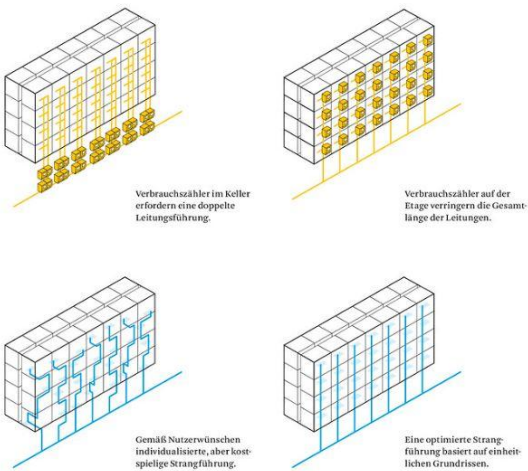 Verbrauchszähler im Keller
erfordern eine doppelte
Leitungsführung.
Verbrauchszähler auf der
Etage verringern die Gesamt-
länge der Leitungen.
Gemäß Nutzerwünschen
individualisierte, aber kost-
spielige Strangführung.
Eine optimierte Strang-
führung basiert auf einheit-
lichen Grundrissen.